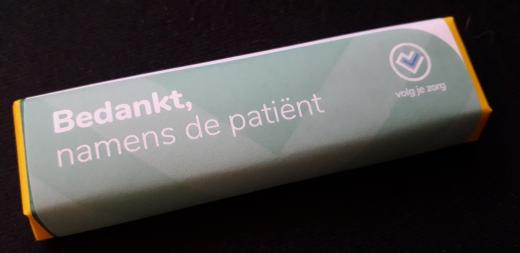 Bedankt,
namens de patiënt
volg je zorg